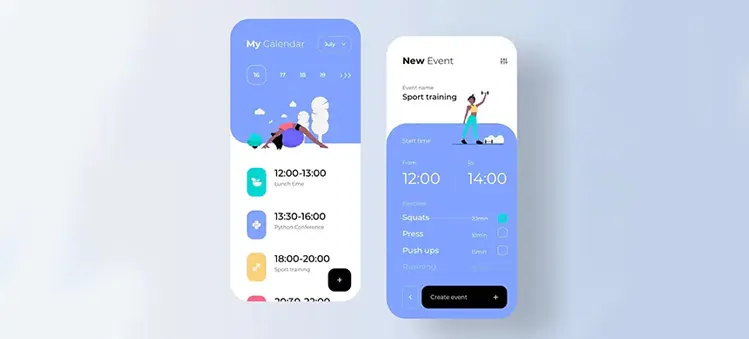 My Calendar
July
16 17 18 19
12:00-13:00
Lunch time
13:30-16:00
Python Conference
18:00-20:00
Sport training
20:30-22:00
+
New Event
Event name
Sport training
Start time
From
To
12:00
14:00
Exercises
Squats 20min
Press 10min
Push ups 15min
Running
Create event +